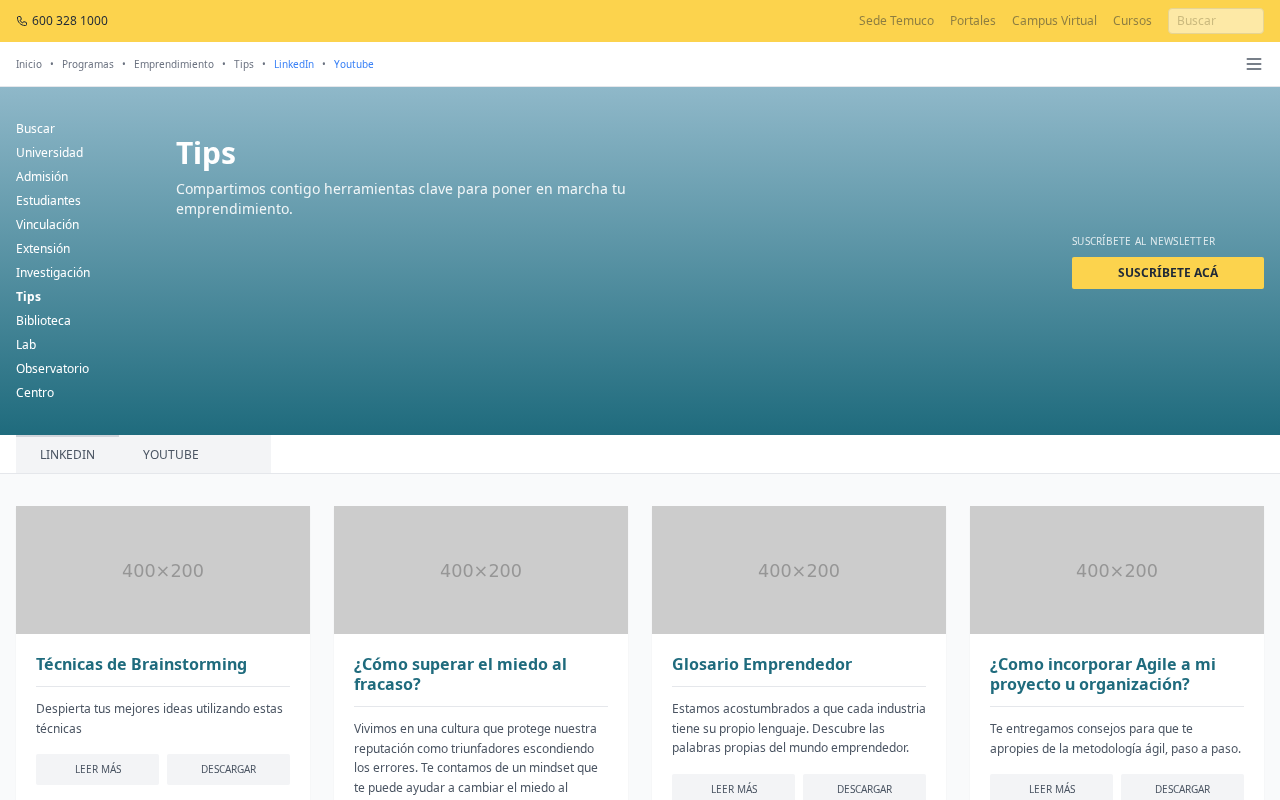 600 328 1000
Sede Temuco Portales Campus Virtual Cursos Buscar
Inicio • Programas • Emprendimiento • Tips • LinkedIn • Youtube
Buscar
Universidad
Admisión
Estudiantes
Vinculación
Extensión
Investigación
Tips
Biblioteca
Lab
Observatorio
Centro
Tips
Compartimos contigo herramientas clave para poner en marcha tu
emprendimiento.
SUSCRÍBETE AL NEWSLETTER
SUSCRÍBETE ACÁ
LINKEDIN YOUTUBE
400×200
Técnicas de Brainstorming
Despierta tus mejores ideas utilizando estas
técnicas
LEER MÁS DESCARGAR
400×200
¿Cómo superar el miedo al
fracaso?
Vivimos en una cultura que protege nuestra
reputación como triunfadores escondiendo
los errores. Te contamos de un mindset que
te puede ayudar a cambiar el miedo al
400×200
Glosario Emprendedor
Estamos acostumbrados a que cada industria
tiene su propio lenguaje. Descubre las
palabras propias del mundo emprendedor.
LEER MÁS DESCARGAR
400×200
¿Como incorporar Agile a mi
proyecto u organización?
Te entregamos consejos para que te
apropies de la metodología ágil, paso a paso.
LEER MÁS DESCARGAR